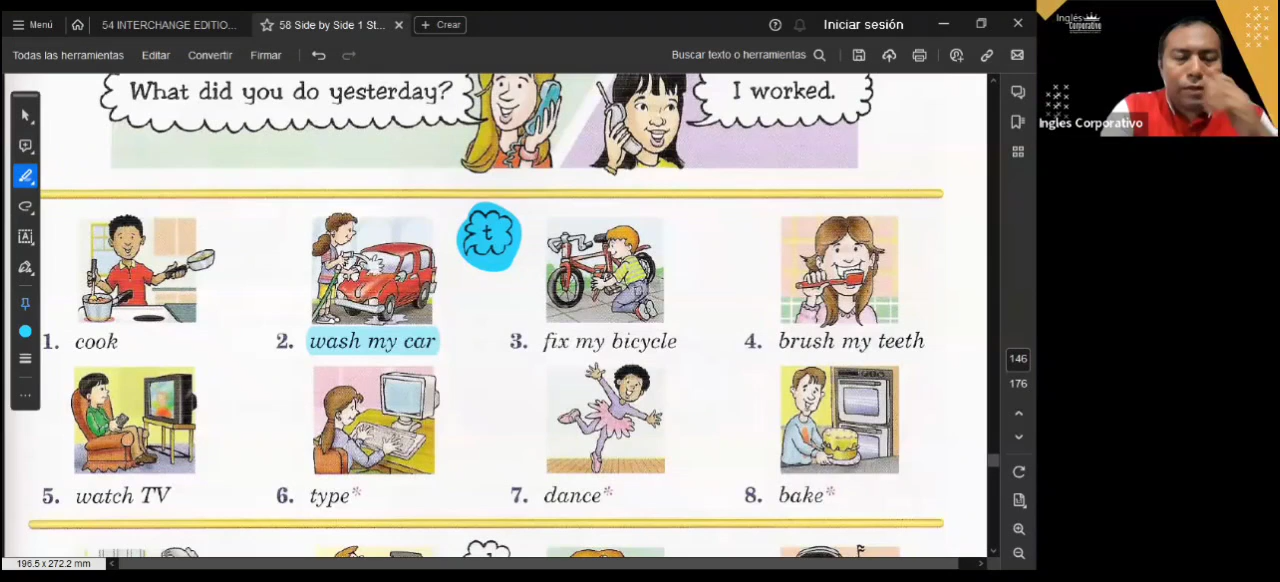 Menú
54 INTERCHANGE EDITIO...
58 Side by Side 1 St...
Crear
Iniciar sesión
Todas las herramientas
Editar
Convertir
Firmar
Buscar texto o herramientas
What did you do yesterday?
I worked.
Inglés
Corporativo
Ingles Corporativo
t
1. cook
2. wash my car
3. fix my bicycle
4. brush my teeth
5. watch TV
6. type*
7. dance*
8. bake*
146
176
196.5 x 272.2 mm